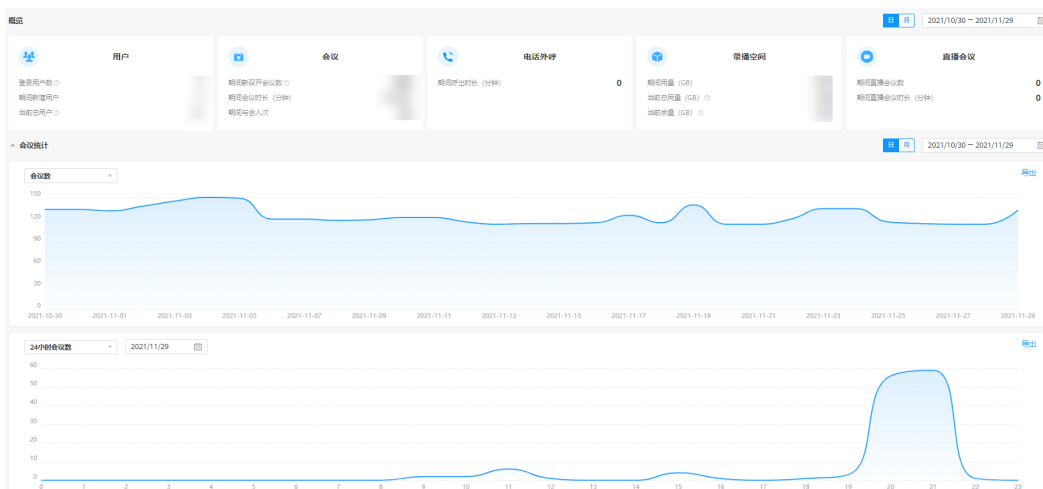 概览
日 月 2021/10/30 – 2021/11/29
用户
登录用户数
期间新增用户
当前总用户
会议
期间新召开会议数
期间会议时长（分钟）
期间与会人次
电话外呼
期间呼出时长（分钟） 0
录播空间
期间用量（GB）
当前总用量（GB）
当前余量（GB）
直播会议
期间直播会议数 0
期间直播会议时长（分钟） 0
会议统计
日 月 2021/10/30 – 2021/11/29
会议数
导出
150
120
90
60
30
0
2021-10-30 2021-11-01 2021-11-03 2021-11-05 2021-11-07 2021-11-09 2021-11-11 2021-11-13 2021-11-15 2021-11-17 2021-11-19 2021-11-21 2021-11-23 2021-11-25 2021-11-27 2021-11-29
24小时会议数 2021/11/29
导出
60
50
40
30
20
10
0
0 1 2 3 4 5 6 7 8 9 10 11 12 13 14 15 16 17 18 19 20 21 22 23